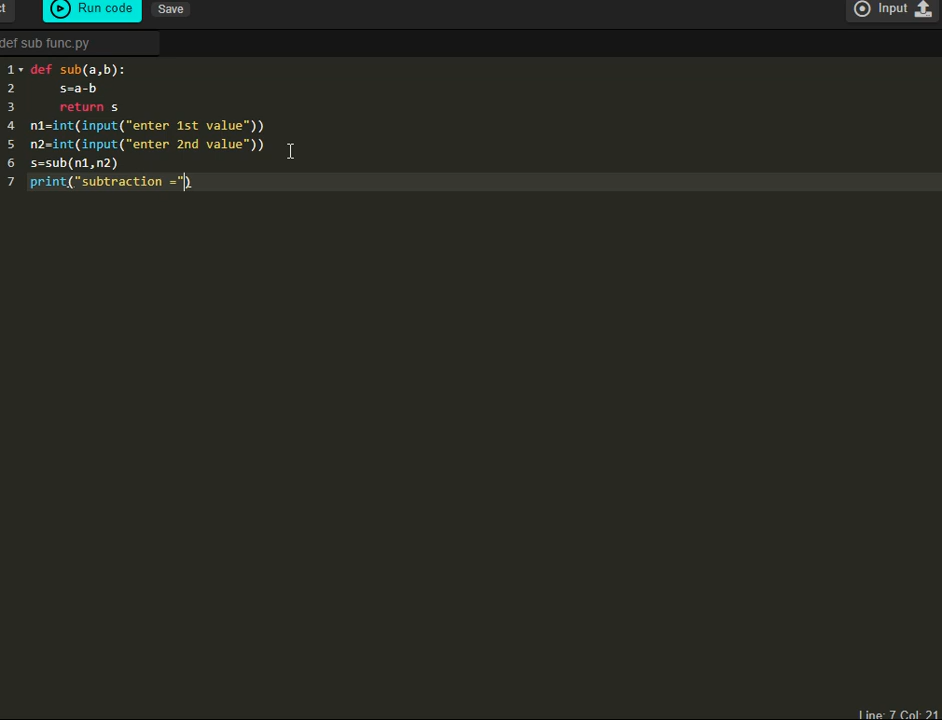 ct Run code Save Input
def sub func.py
1 def sub(a,b):
2 s=a-b
3 return s
4 n1=int(input("enter 1st value"))
5 n2=int(input("enter 2nd value"))
6 s=sub(n1,n2)
7 print("subtraction =")
Line: 7 Col: 21